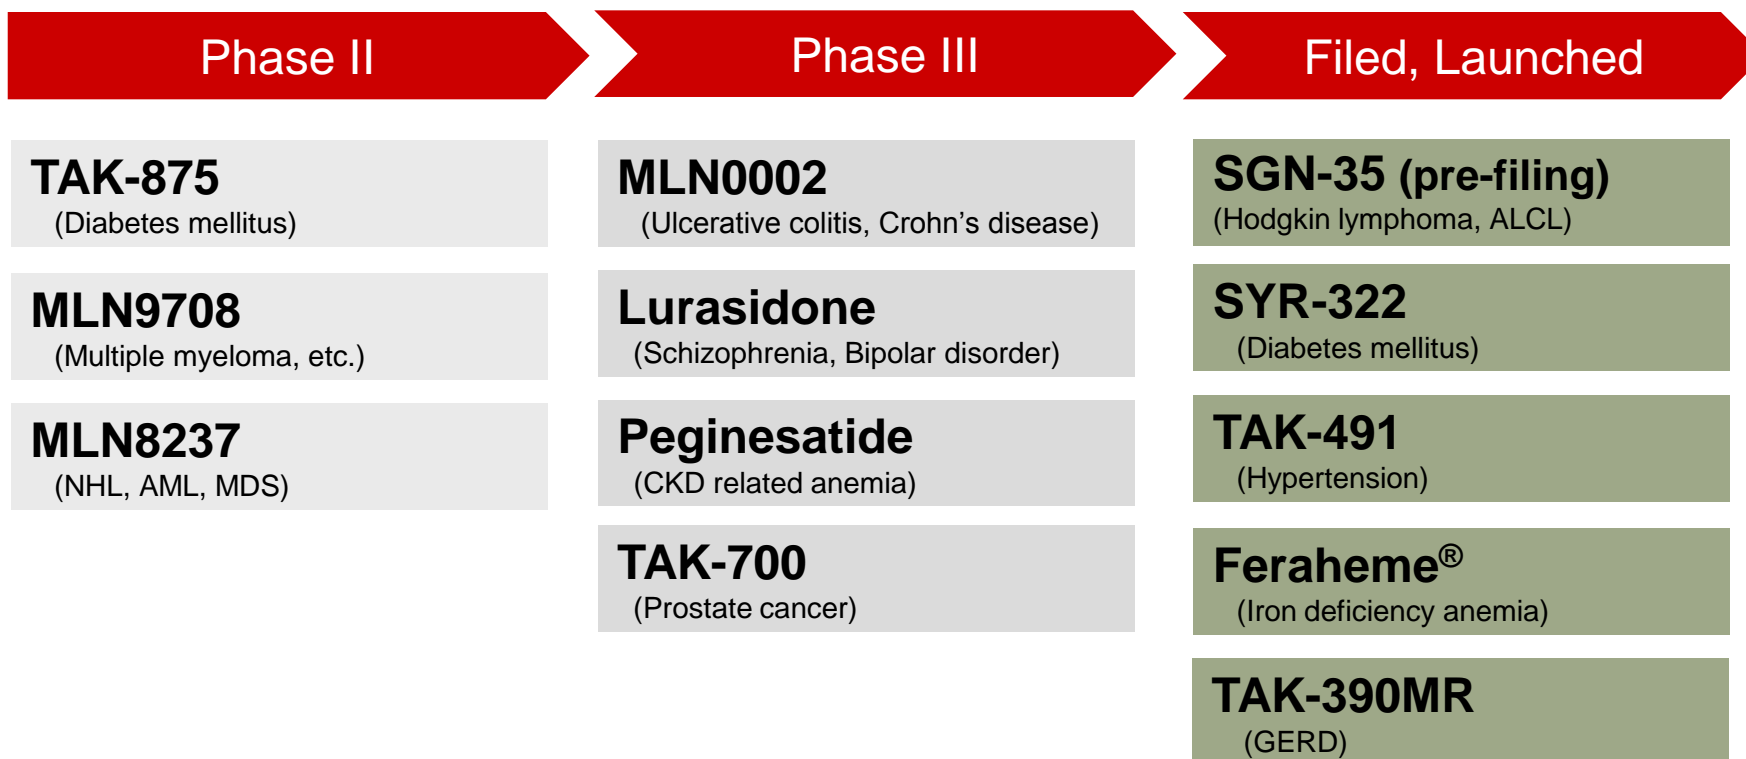 Phase II
Phase III
Filed, Launched
TAK-875
(Diabetes mellitus)
MLN9708
(Multiple myeloma, etc.)
MLN8237
(NHL, AML, MDS)
MLN0002
(Ulcerative colitis, Crohn’s disease)
Lurasidone
(Schizophrenia, Bipolar disorder)
Peginesatide
(CKD related anemia)
TAK-700
(Prostate cancer)
SGN-35 (pre-filing)
(Hodgkin lymphoma, ALCL)
SYR-322
(Diabetes mellitus)
TAK-491
(Hypertension)
Feraheme®
(Iron deficiency anemia)
TAK-390MR
(GERD)